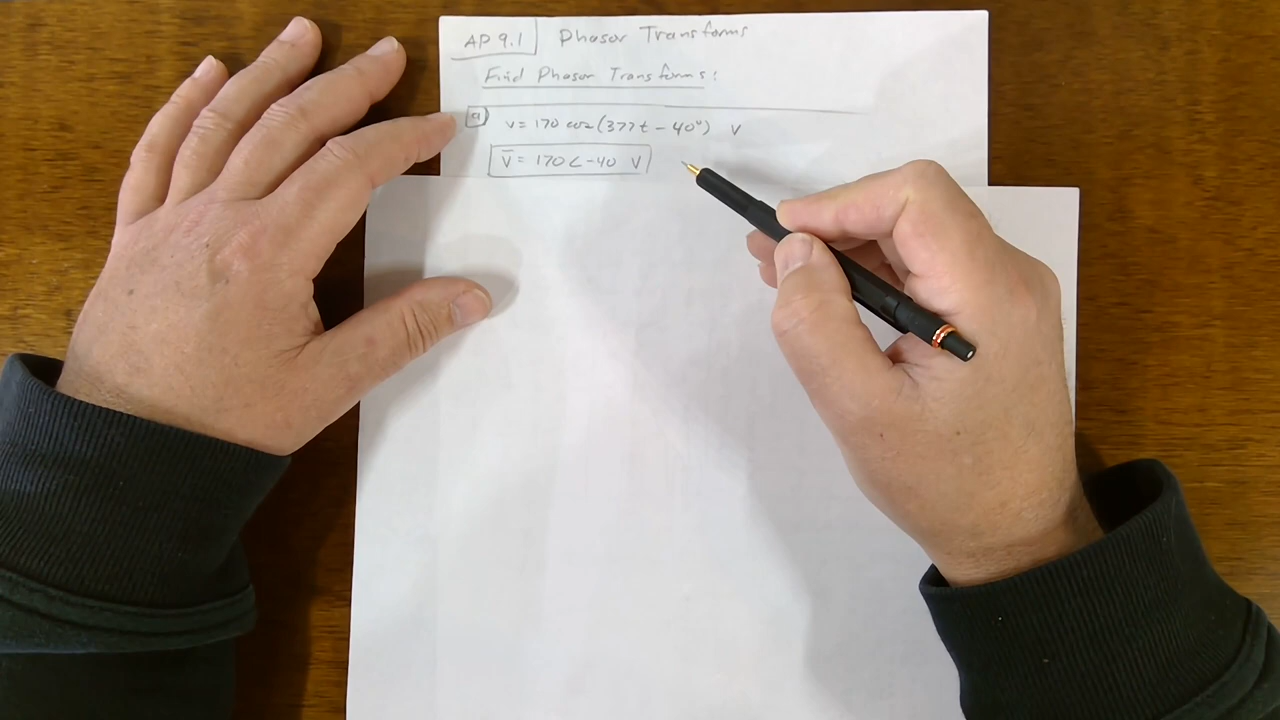 AP 9.1 Phasor Transforms
Find Phasor Transforms:
a v = 170 cos (377t - 40°) V
V̅ = 170∠-40 V